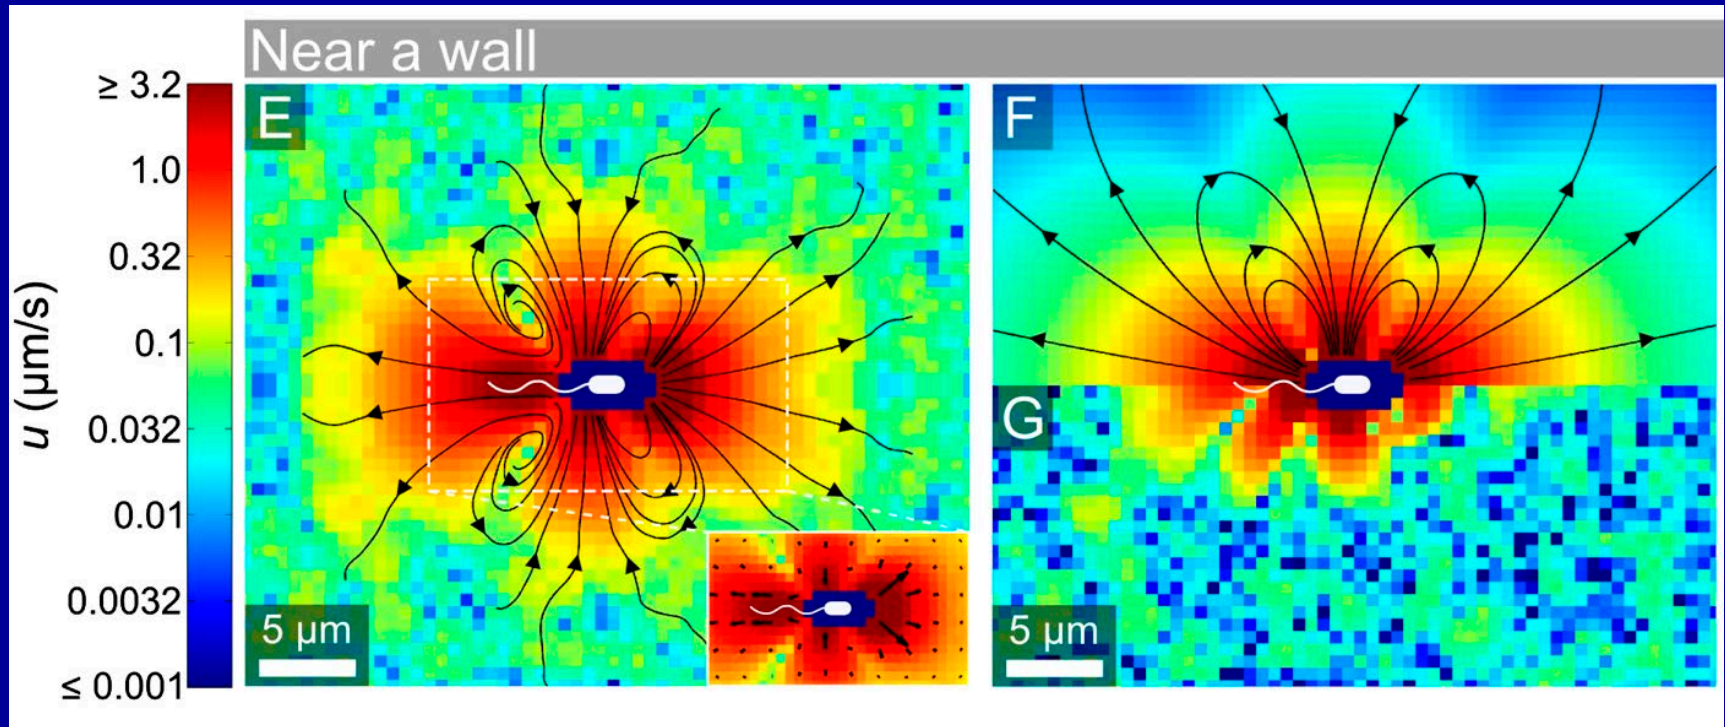 Near a wall
≥ 3.2
1.0
0.32
0.1
0.032
0.01
0.0032
≤ 0.001
u (μm/s)
E
5 μm
F
G
5 μm